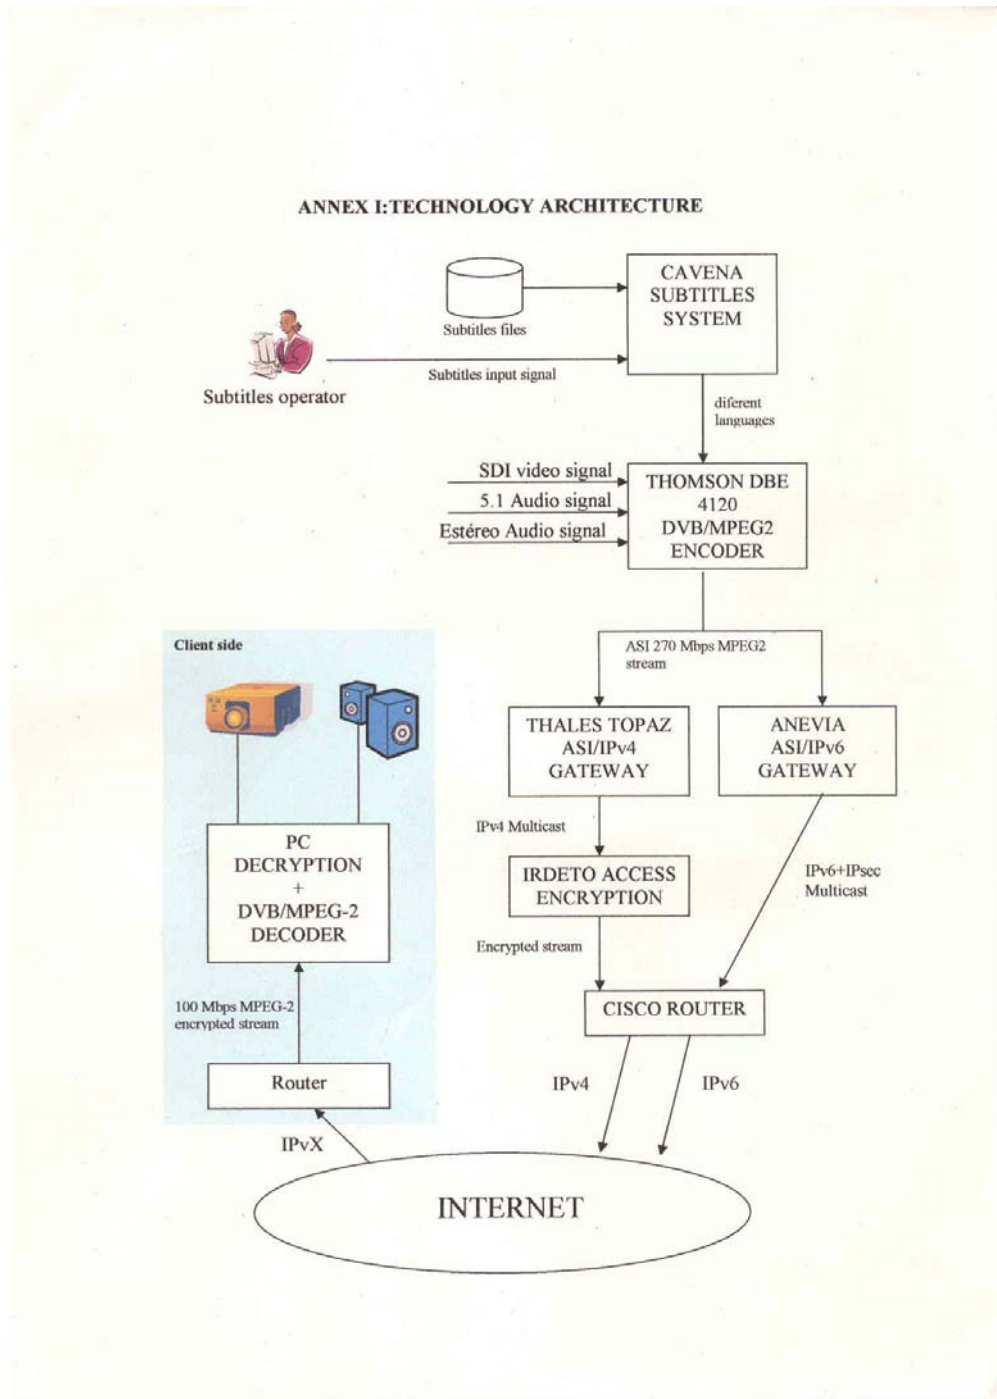 ANNEX I:TECHNOLOGY ARCHITECTURE
CAVENA
SUBTITLES
SYSTEM
Subtitles files
Subtitles input signal
Subtitles operator
diferent
languages
SDI video signal
5.1 Audio signal
Estéreo Audio signal
THOMSON DBE
4120
DVB/MPEG2
ENCODER
ASI 270 Mbps MPEG2
stream
Client side
THALES TOPAZ
ASI/IPv4
GATEWAY
ANEVIA
ASI/IPv6
GATEWAY
IPv4 Multicast
IPv6+IPsec
Multicast
PC
DECRYPTION
+
DVB/MPEG-2
DECODER
IRDETO ACCESS
ENCRYPTION
Encrypted stream
CISCO ROUTER
100 Mbps MPEG-2
encrypted stream
Router
IPv4
IPv6
IPvX
INTERNET